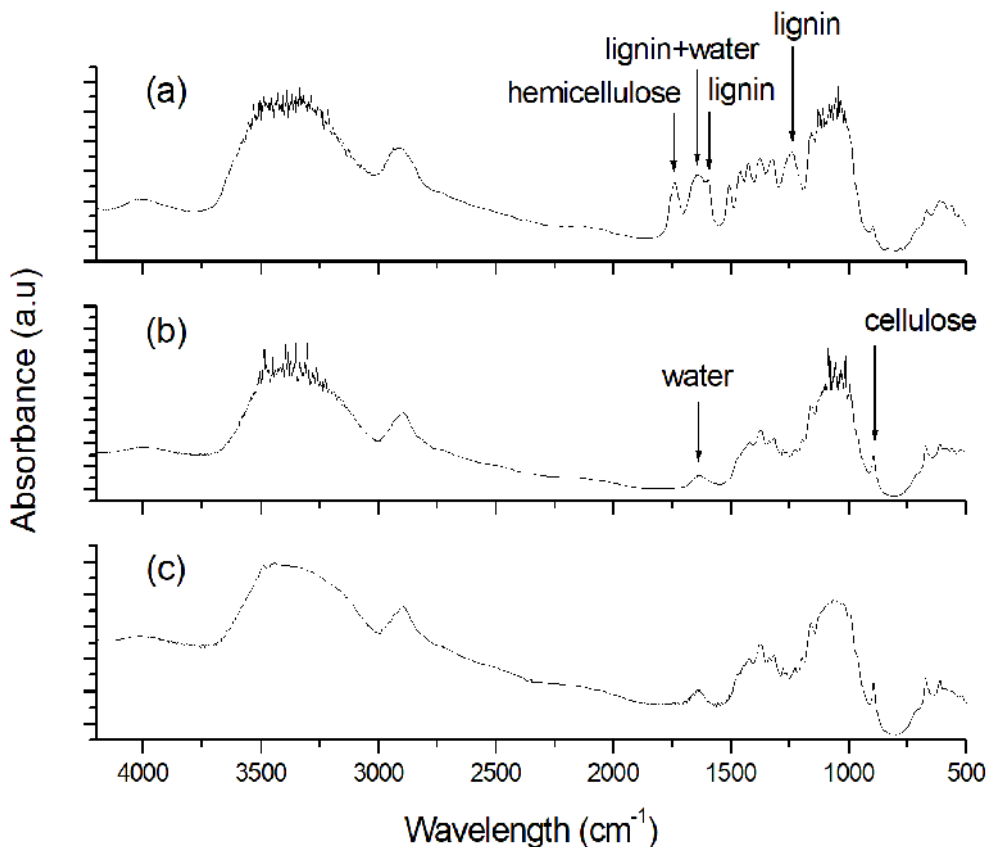 lignin
lignin+water
(a)
hemicellulose
lignin
(b)
cellulose
water
(c)
Absorbance (a.u)
4000 3500 3000 2500 2000 1500 1000 500
Wavelength (cm⁻¹)